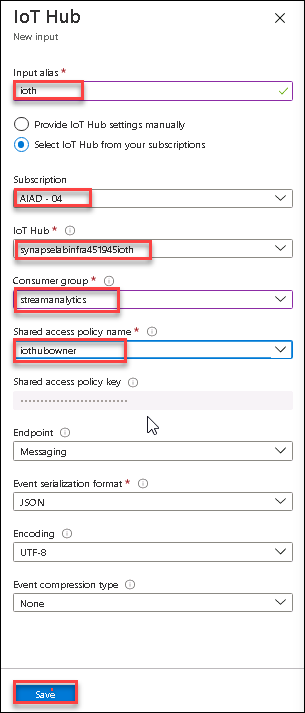 IoT Hub
New input
Input alias *
ioth
Provide IoT Hub settings manually
Select IoT Hub from your subscriptions
Subscription
AIAD - 04
IoT Hub *
synapselabinfra451945ioth
Consumer group *
streamanalytics
Shared access policy name *
iothubowner
Shared access policy key
••••••••••••••••••••••••
Endpoint
Messaging
Event serialization format *
JSON
Encoding
UTF-8
Event compression type
None
Save